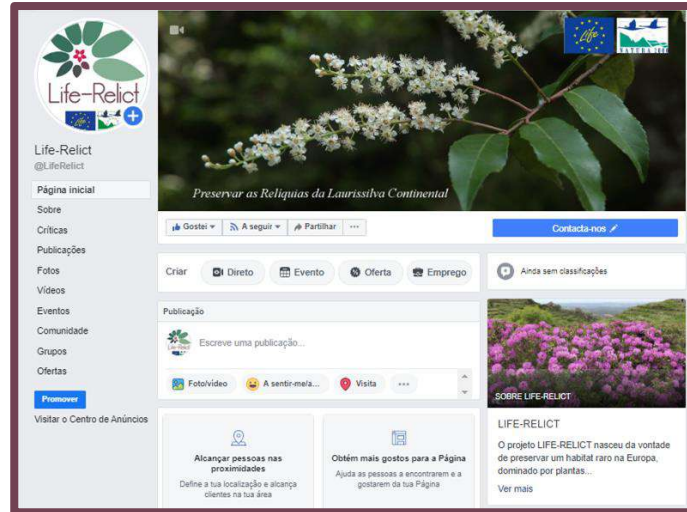 Life-Relict
Life
NATURA 2000
Life-Relict
@LifeRelict
Página inicial
Sobre
Críticas
Publicações
Fotos
Vídeos
Eventos
Comunidade
Grupos
Ofertas
Promover
Visitar o Centro de Anúncios
Preservar as Relíquias da Laurissilva Continental
Gostei
A seguir
Partilhar
Contacta-nos
Criar
Direto
Evento
Oferta
Emprego
Ainda sem classificações
Publicação
Escreve uma publicação...
Foto/vídeo
A sentir-me/a...
Visita
Alcançar pessoas nas
proximidades
Define a tua localização e alcança
clientes na tua área
Obtém mais gostos para a Página
Ajuda as pessoas a encontrarem e a
gostarem da tua Página
SOBRE LIFE-RELICT
LIFE-RELICT
O projeto LIFE-RELICT nasceu da vontade
de preservar um habitat raro na Europa,
dominado por plantas...
Ver mais